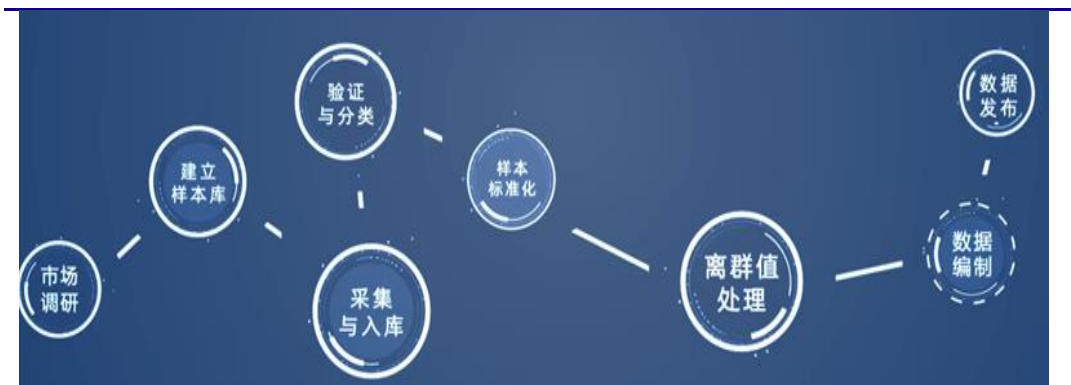 市场
调研
建立
样本库
采集
与入库
验证
与分类
样本
标准化
离群值
处理
数据
编制
数据
发布